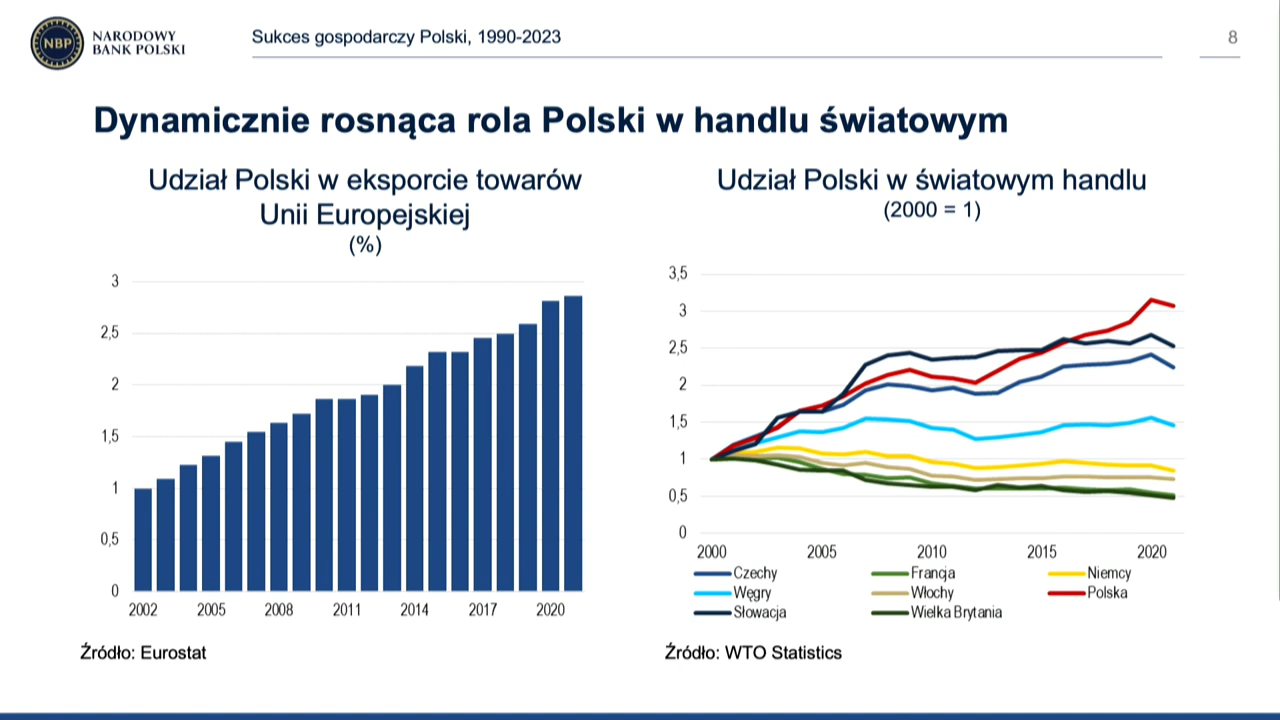 NBP
NARODOWY
BANK POLSKI
Sukces gospodarczy Polski, 1990-2023
8
Dynamicznie rosnąca rola Polski w handlu światowym
Udział Polski w eksporcie towarów
Unii Europejskiej
(%)
3
2,5
2
1,5
1
0,5
0
2002 2005 2008 2011 2014 2017 2020
Źródło: Eurostat
Udział Polski w światowym handlu
(2000 = 1)
3,5
3
2,5
2
1,5
1
0,5
0
2000 2005 2010 2015 2020
Czechy Francja Niemcy
Węgry Włochy Polska
Słowacja Wielka Brytania
Źródło: WTO Statistics